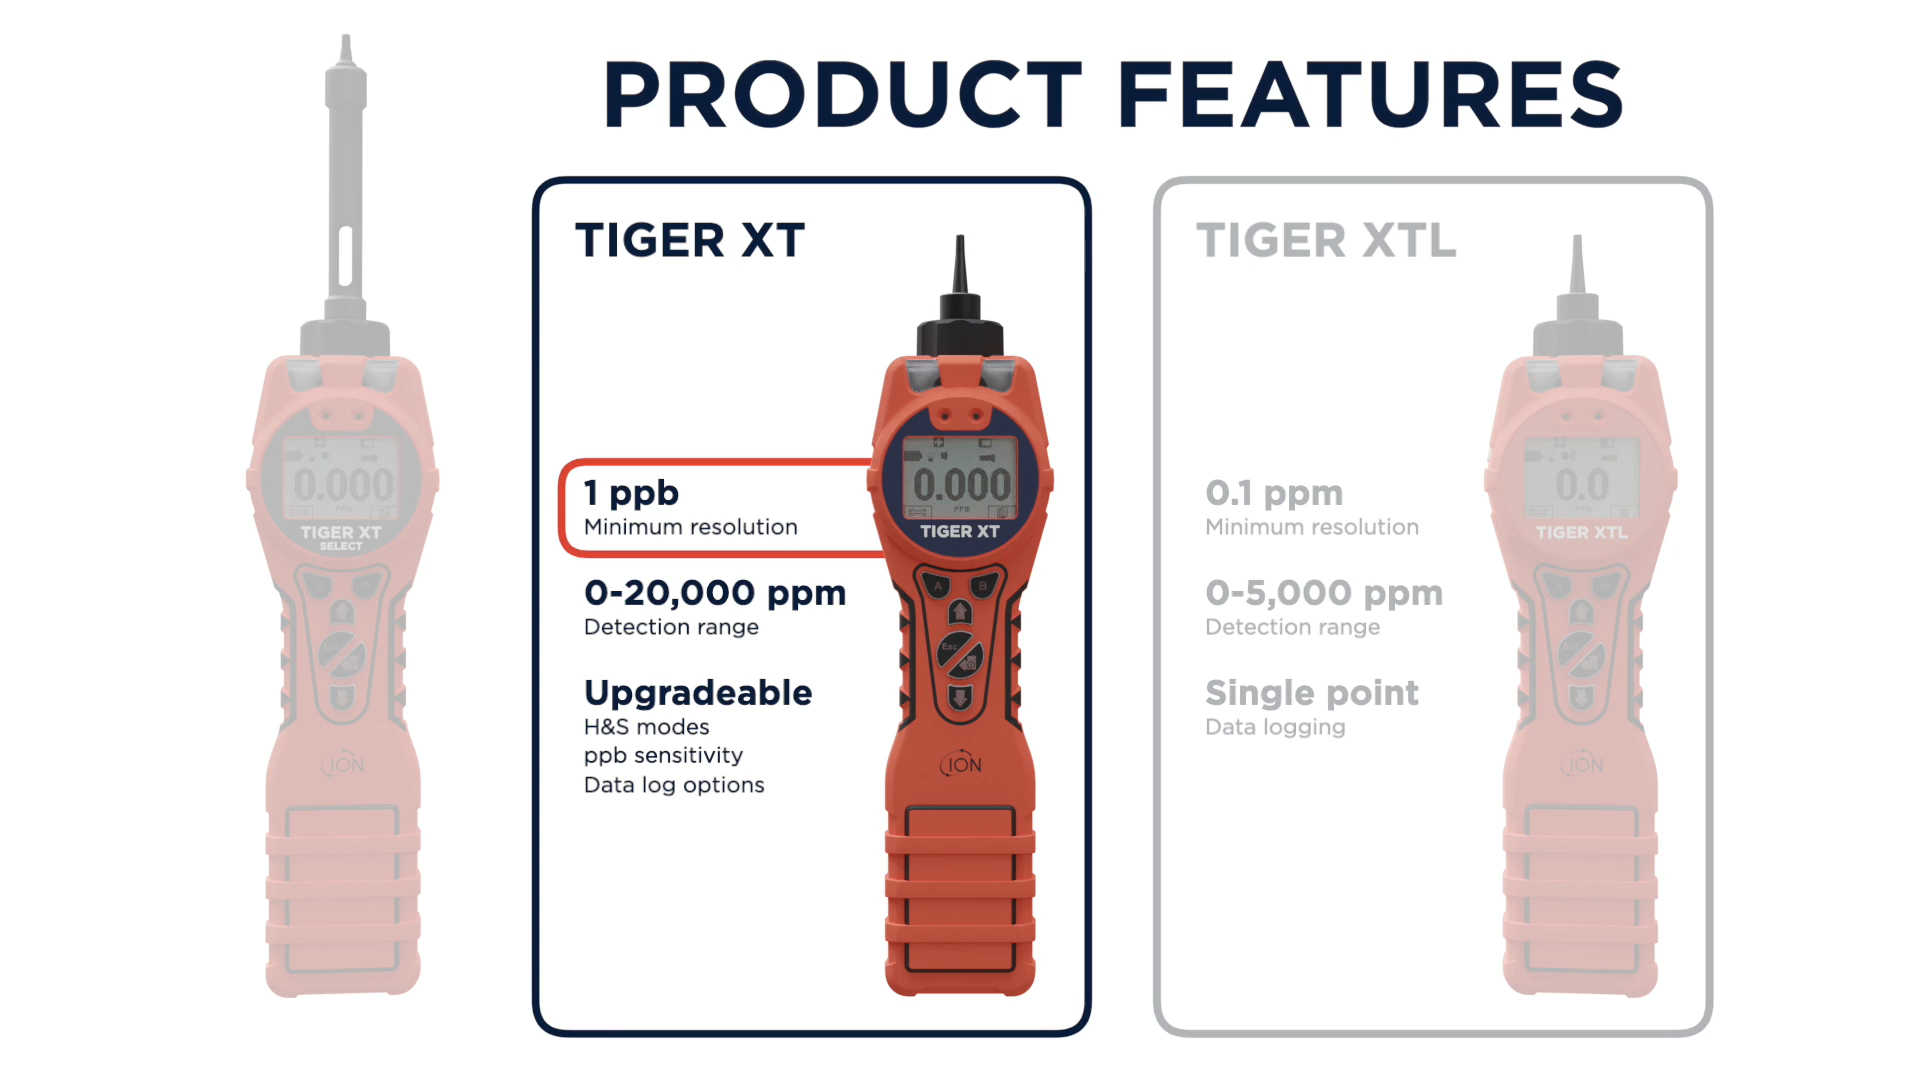 PRODUCT FEATURES
0.000
TIGER XT
SELECT
ION
TIGER XT
1 ppb
Minimum resolution
0-20,000 ppm
Detection range
Upgradeable
H&S modes
ppb sensitivity
Data log options
0.000
TIGER XT
A B
Esc
ION
TIGER XTL
0.1 ppm
Minimum resolution
0-5,000 ppm
Detection range
Single point
Data logging
0.0
TIGER XTL
ION